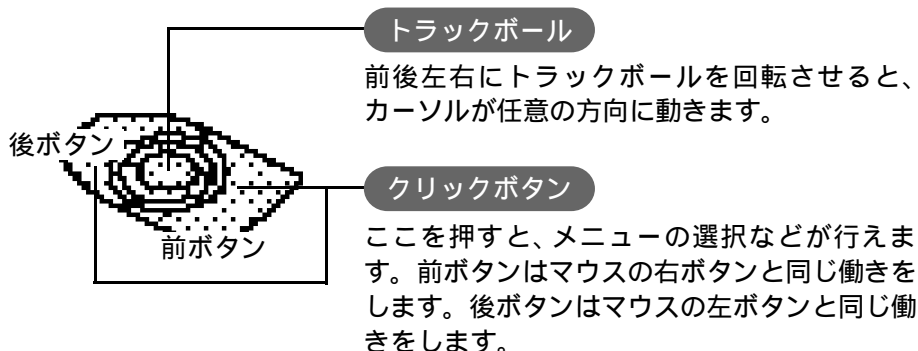 トラックボール
前後左右にトラックボールを回転させると、
カーソルが任意の方向に動きます。
後ボタン
クリックボタン
前ボタン
ここを押すと、メニューの選択などが行えま
す。前ボタンはマウスの右ボタンと同じ働きを
します。後ボタンはマウスの左ボタンと同じ働
きをします。